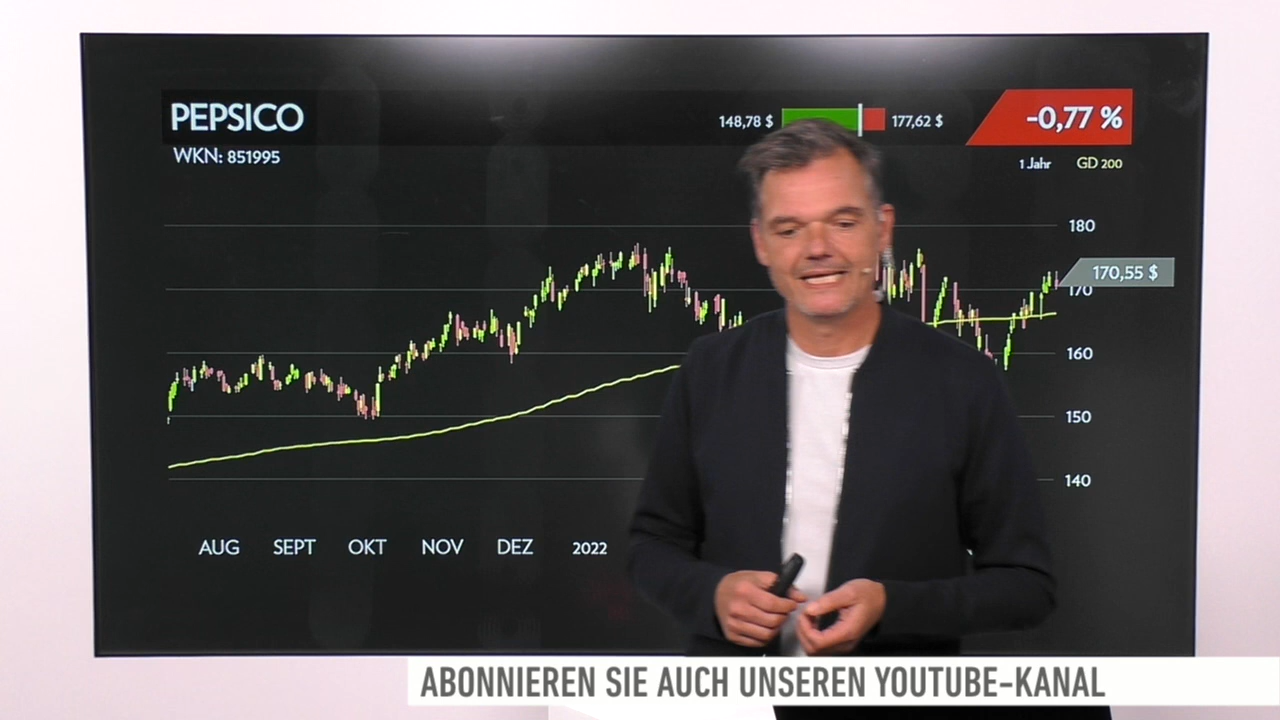 PEPSICO
148,78 $
177,62 $
-0,77 %
WKN: 851995
1 Jahr
GD 200
180
170,55 $
170
160
150
140
AUG SEPT OKT NOV DEZ 2022
ABONNIEREN SIE AUCH UNSEREN YOUTUBE-KANAL